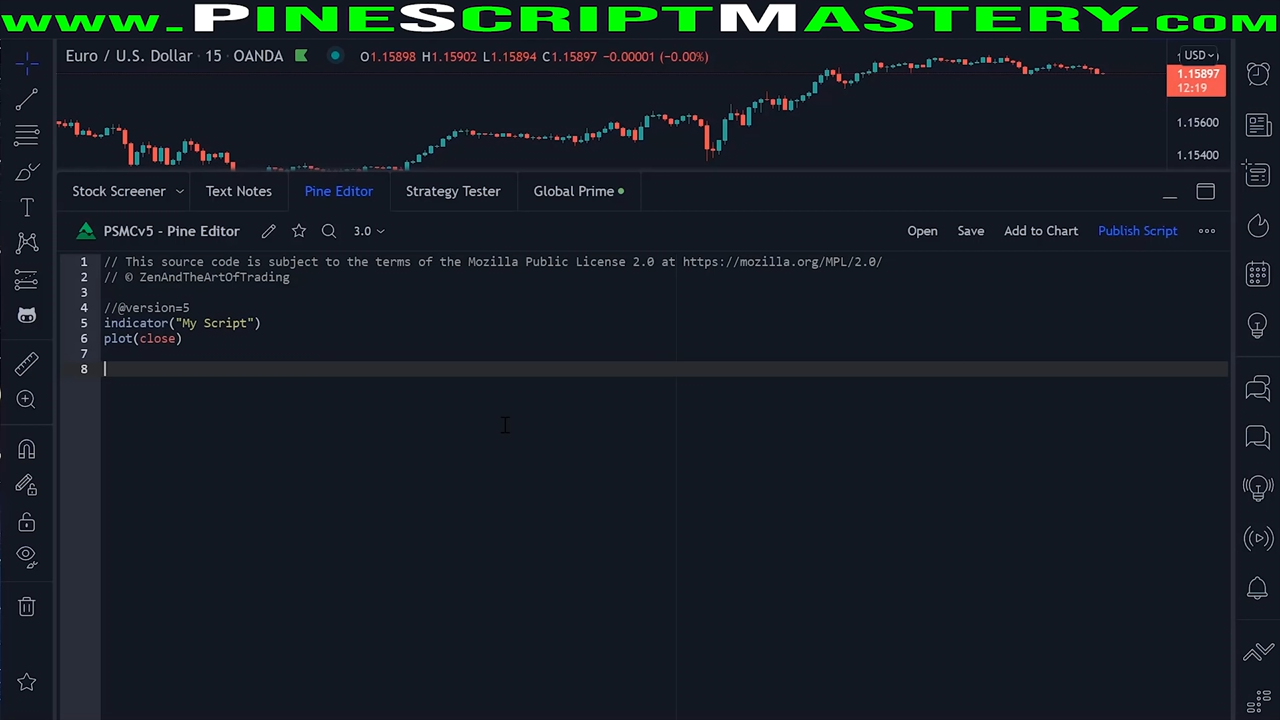 www.PineScriptMastery.com
Euro / U.S. Dollar · 15 · OANDA O1.15898 H1.15902 L1.15894 C1.15897 -0.00001 (-0.00%)
USD
1.15897
12:19
1.15600
1.15400
Stock Screener Text Notes Pine Editor Strategy Tester Global Prime
PSMCv5 - Pine Editor 3.0 Open Save Add to Chart Publish Script
1 // This source code is subject to the terms of the Mozilla Public License 2.0 at https://mozilla.org/MPL/2.0/
2 // © ZenAndTheArtOfTrading
3
4 //@version=5
5 indicator("My Script")
6 plot(close)
7
8